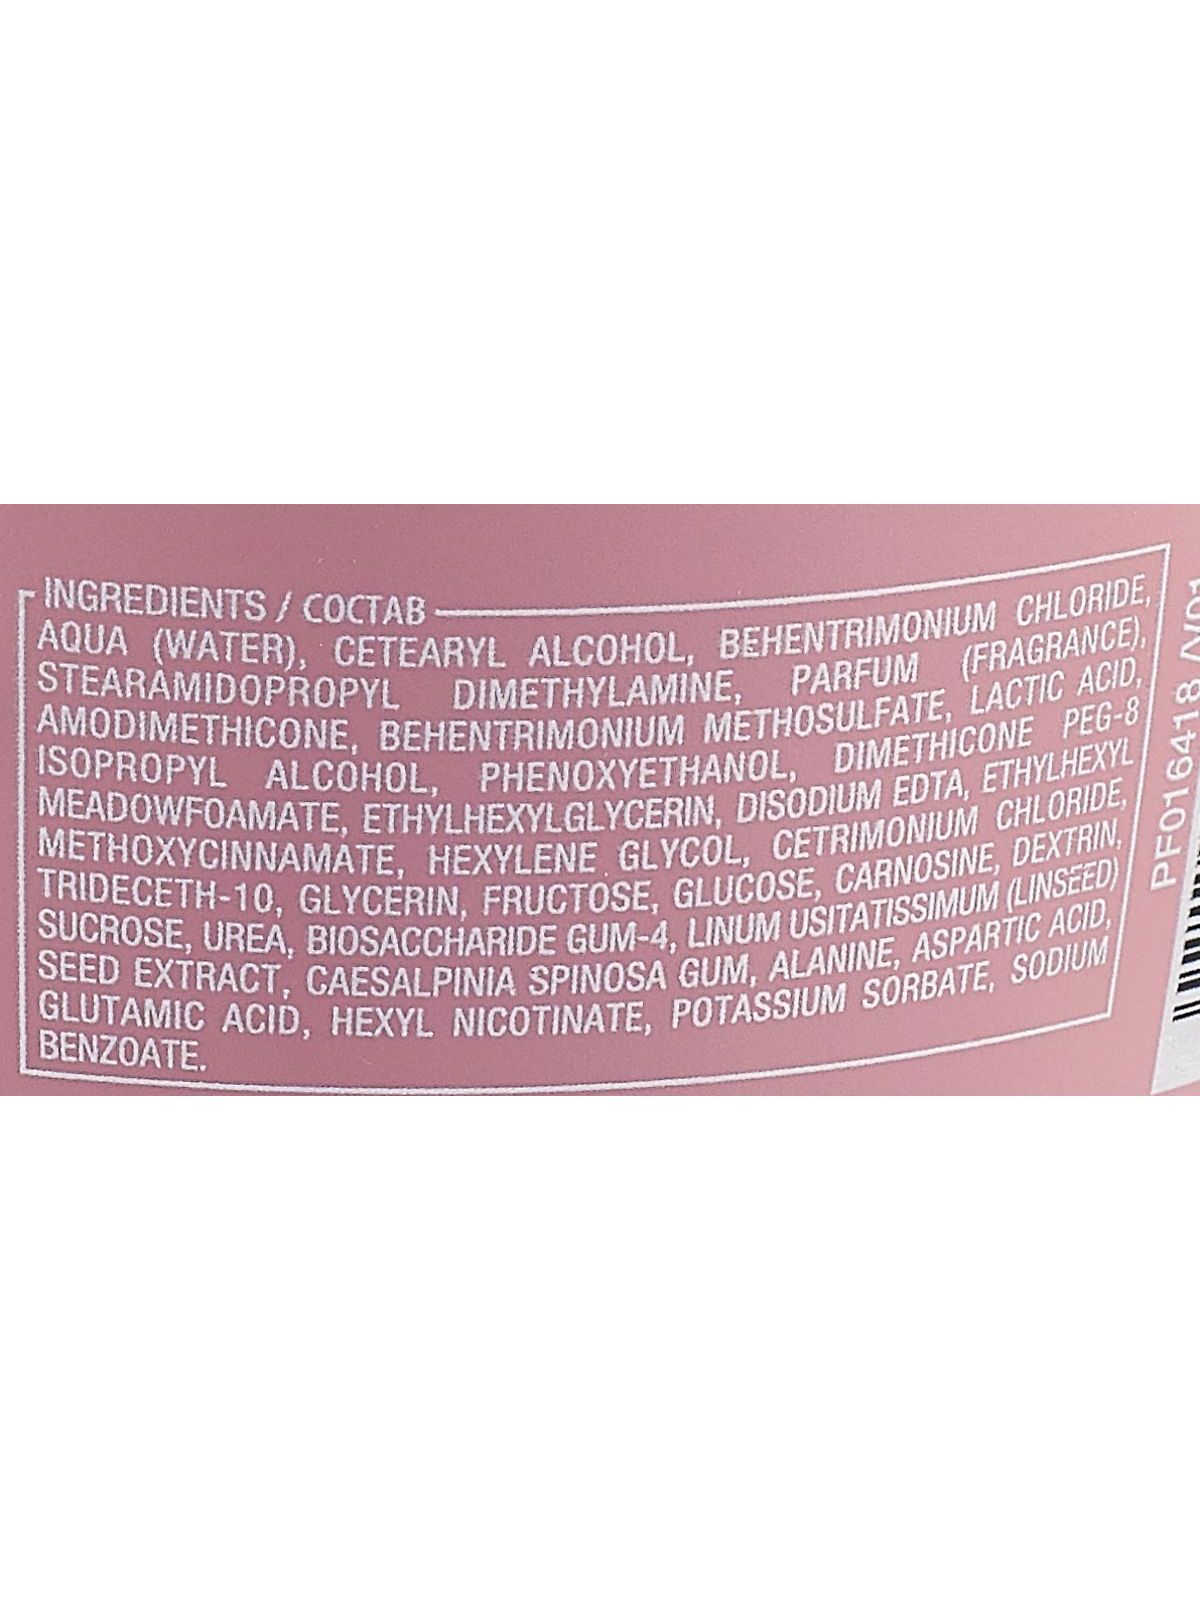 INGREDIENTS / СОСТАВ
AQUA (WATER), CETEARYL ALCOHOL, BEHENTRIMONIUM CHLORIDE,
STEARAMIDOPROPYL DIMETHYLAMINE, PARFUM (FRAGRANCE),
AMODIMETHICONE, BEHENTRIMONIUM METHOSULFATE, LACTIC ACID,
ISOPROPYL ALCOHOL, PHENOXYETHANOL, DIMETHICONE PEG-8
MEADOWFOAMATE, ETHYLHEXYLGLYCERIN, DISODIUM EDTA, ETHYLHEXYL
METHOXYCINNAMATE, HEXYLENE GLYCOL, CETRIMONIUM CHLORIDE,
TRIDECETH-10, GLYCERIN, FRUCTOSE, GLUCOSE, CARNOSINE, DEXTRIN,
SUCROSE, UREA, BIOSACCHARIDE GUM-4, LINUM USITATISSIMUM (LINSEED)
SEED EXTRACT, CAESALPINIA SPINOSA GUM, ALANINE, ASPARTIC ACID,
GLUTAMIC ACID, HEXYL NICOTINATE, POTASSIUM SORBATE, SODIUM
BENZOATE.
PF016418